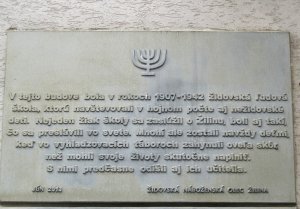 V tejto budove bola v rokoch 1907-1942 židovská ľudová
škola, ktorú navštevovali v hojnom počte aj nežidovské
deti. Nejeden žiak školy sa zaslúžil o Žilinu, boli aj takí,
čo sa preslávili vo svete. Mnohí ale zostali navždy deťmi,
keď vo vyhladzovacích táboroch zahynuli oveľa skôr,
než mohli svoje životy skutočne naplniť.
S nimi predčasne odišli aj ich učitelia.
JÚN 2012 ŽIDOVSKÁ NÁBOŽENSKÁ OBEC ŽILINA